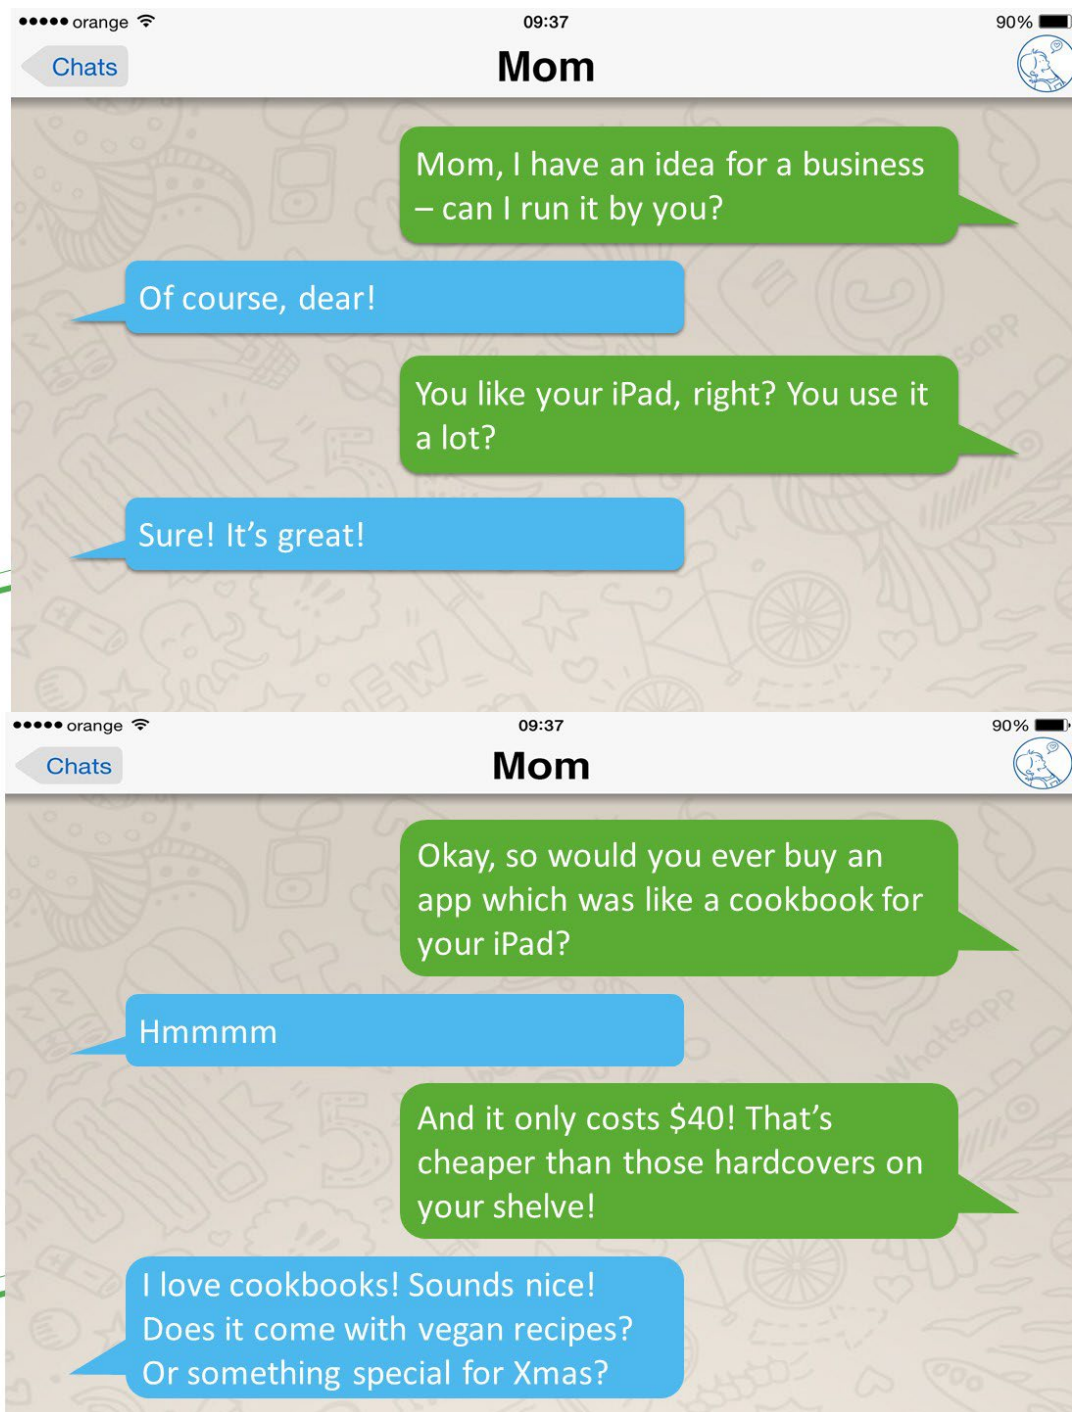 orange 09:37 90%
Chats Mom
Mom, I have an idea for a business
– can I run it by you?
Of course, dear!
You like your iPad, right? You use it
a lot?
Sure! It's great!
orange 09:37 90%
Chats Mom
Okay, so would you ever buy an
app which was like a cookbook for
your iPad?
Hmmmm
And it only costs $40! That's
cheaper than those hardcovers on
your shelve!
I love cookbooks! Sounds nice!
Does it come with vegan recipes?
Or something special for Xmas?